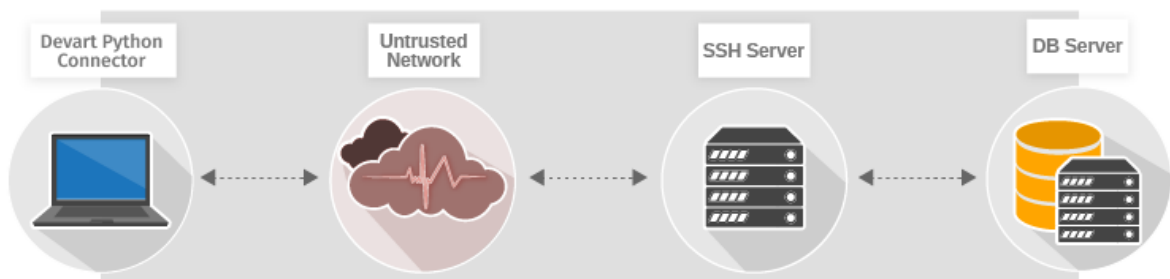 Devart Python
Connector
Untrusted
Network
SSH Server
DB Server